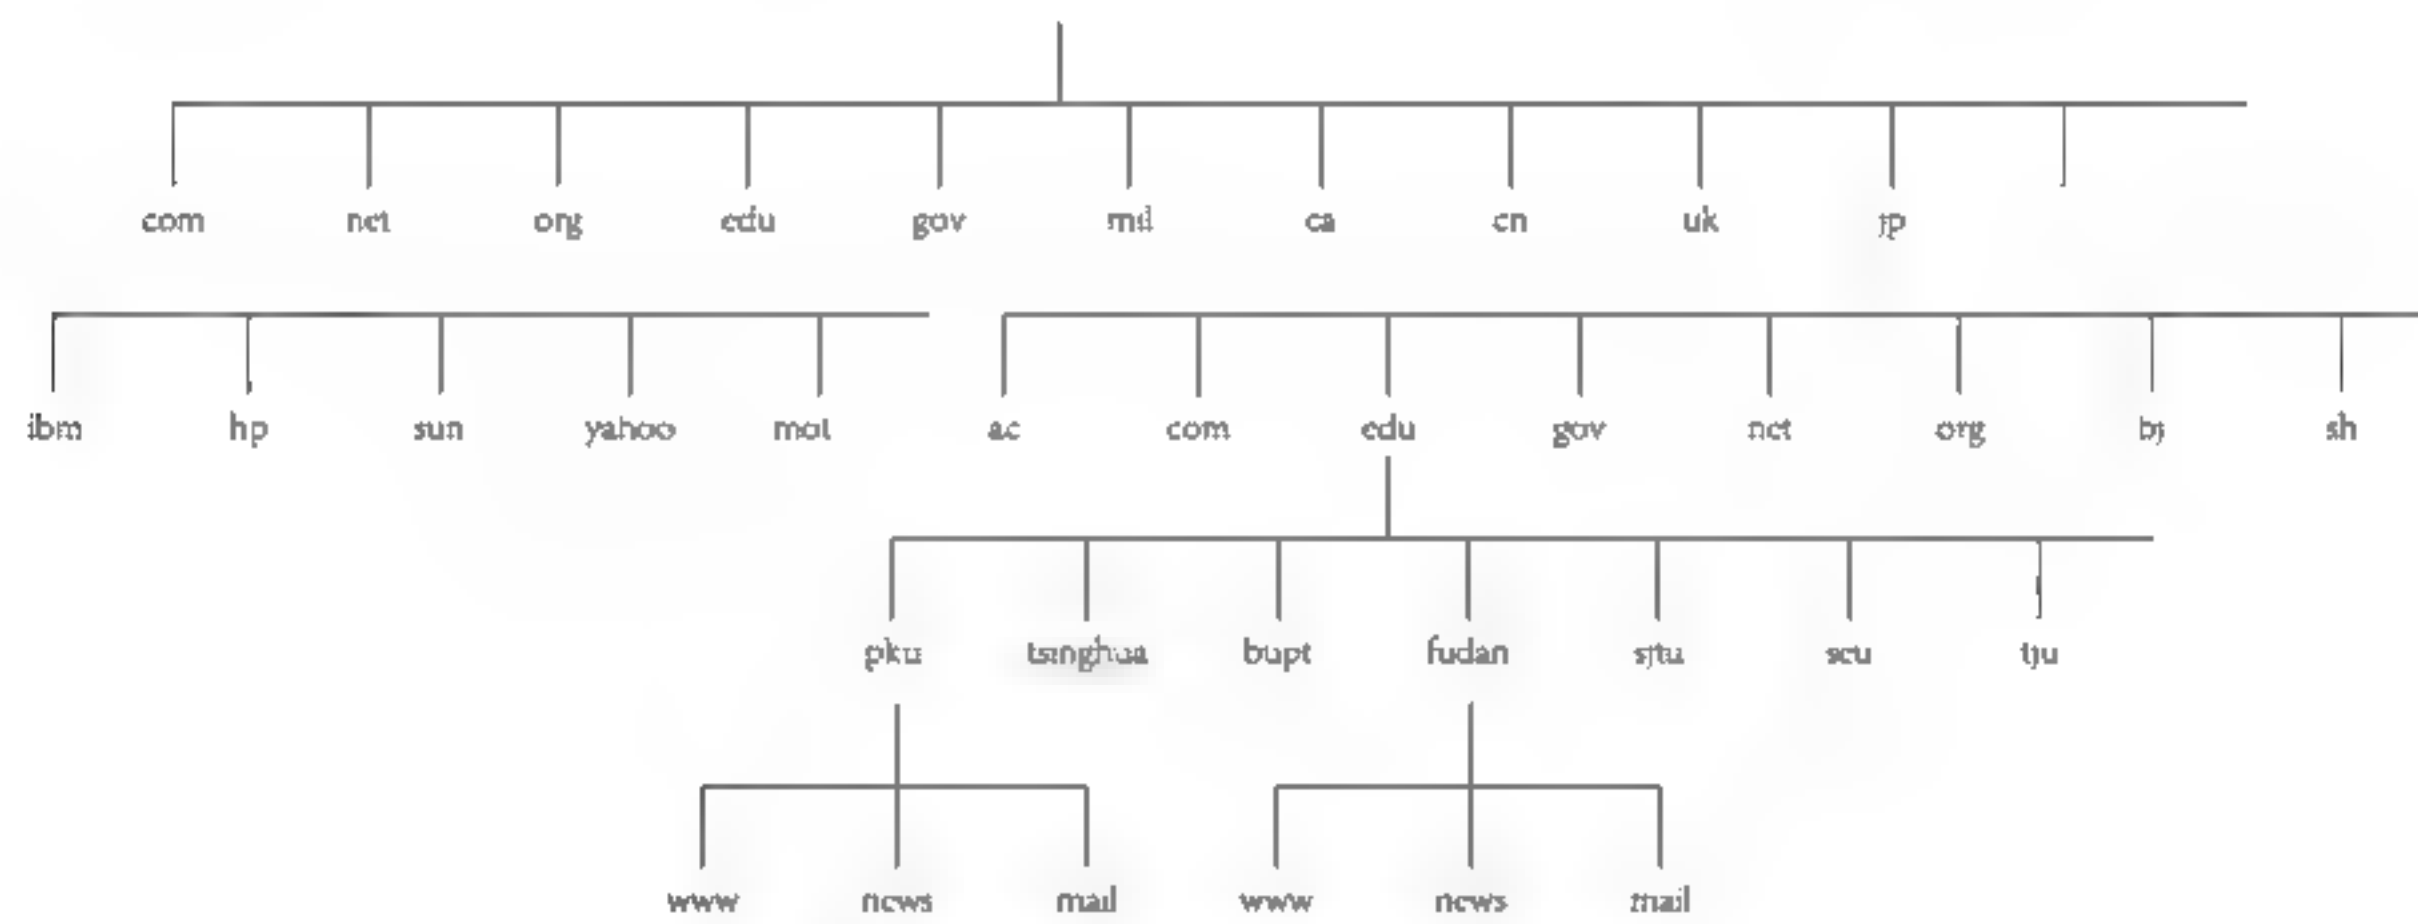 com net org edu gov mil ca cn uk jp
ibm hp sun yahoo mot ac com edu gov net org bj sh
pku tsinghua bupt fudan sjtu scu tju
www news mail www news mail